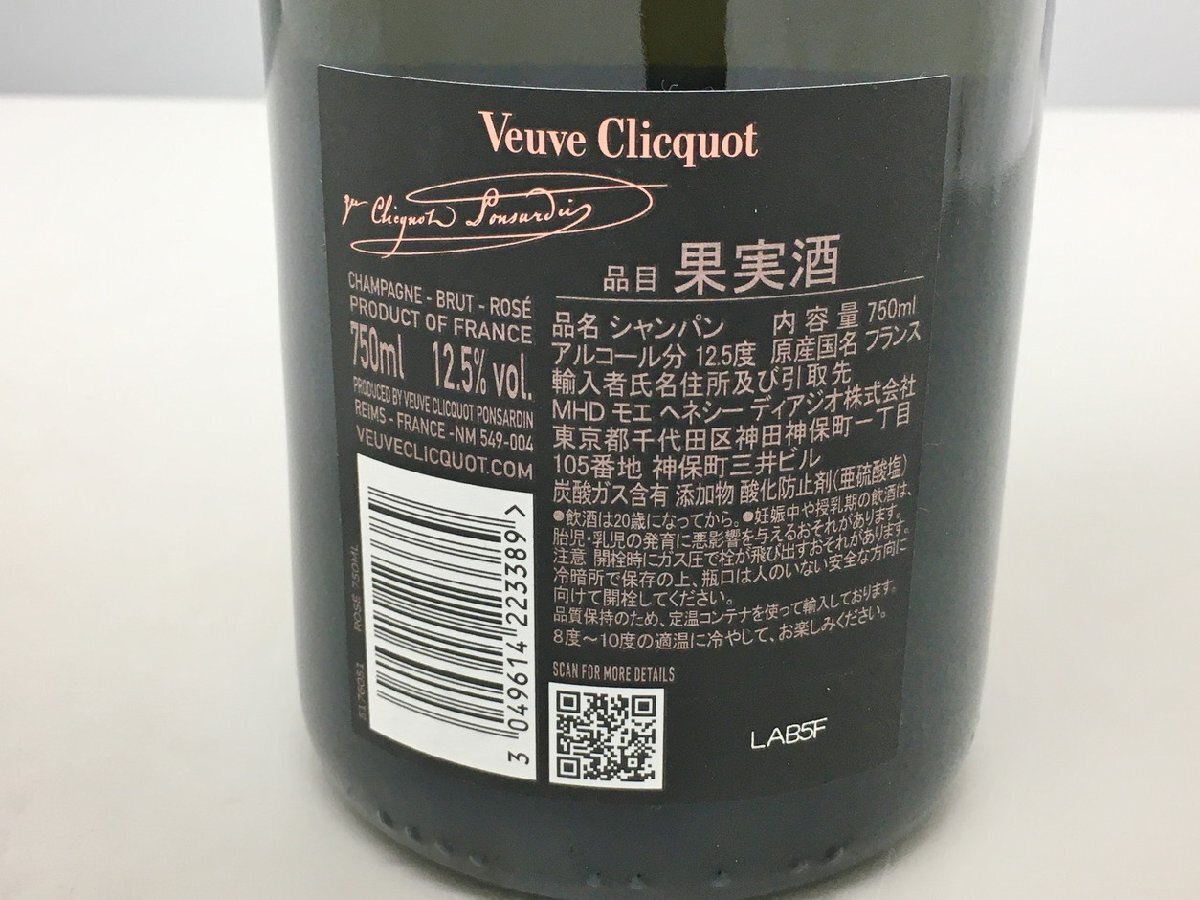 Veuve Clicquot
Vve Clicquot Ponsardin
CHAMPAGNE - BRUT - ROSÉ
PRODUCT OF FRANCE
750ml 12.5% vol.
PRODUCED BY VEUVE CLICQUOT PONSARDIN
REIMS - FRANCE - NM 549-004
VEUVECLICQUOT.COM
品目 果実酒
品名 シャンパン 内容量 750ml
アルコール分 12.5度 原産国名 フランス
輸入者氏名住所及び引取先
MHD モエ ヘネシー ディアジオ株式会社
東京都千代田区神田神保町一丁目
105番地 神保町三井ビル
炭酸ガス含有 添加物 酸化防止剤(亜硫酸塩)
●飲酒は20歳になってから。●妊娠中や授乳期の飲酒は、
胎児・乳児の発育に悪影響を与えるおそれがあります。
注意 開栓時にガス圧で栓が飛び出すおそれがあります。
冷暗所で保存の上、瓶口は人のいない安全な方向に
向けて開栓してください。
品質保持のため、定温コンテナを使って輸入しております。
8度～10度の適温に冷やして、お楽しみください。
SCAN FOR MORE DETAILS
3 049614 223389 >
ROSE 750ML
LAB5F